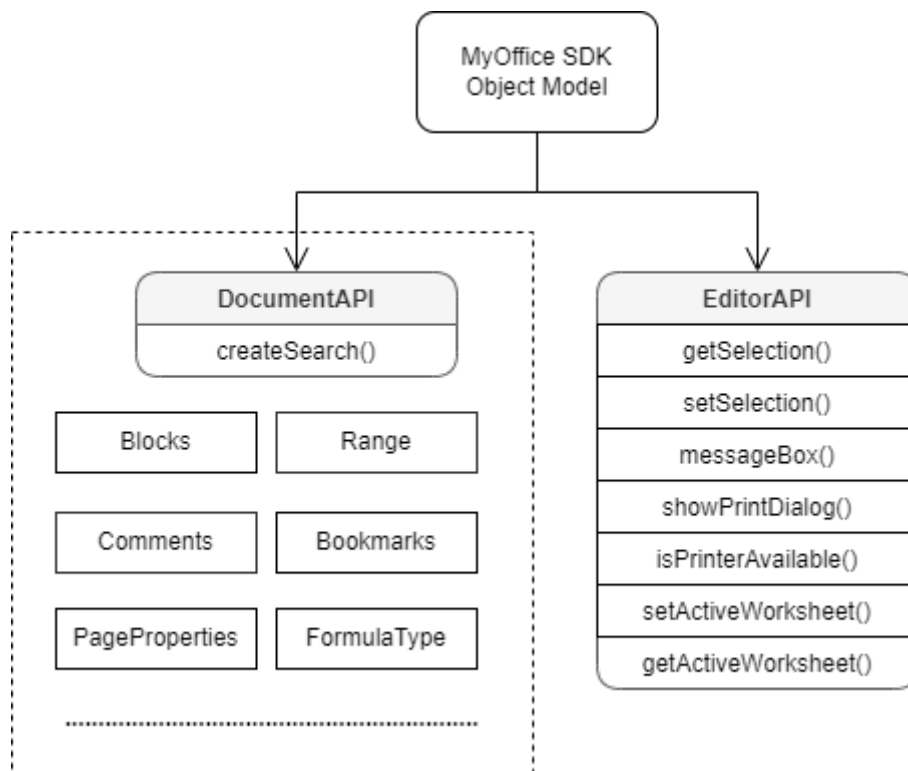 MyOffice SDK
Object Model
DocumentAPI
createSearch()
Blocks
Range
Comments
Bookmarks
PageProperties
FormulaType
EditorAPI
getSelection()
setSelection()
messageBox()
showPrintDialog()
isPrinterAvailable()
setActiveWorksheet()
getActiveWorksheet()